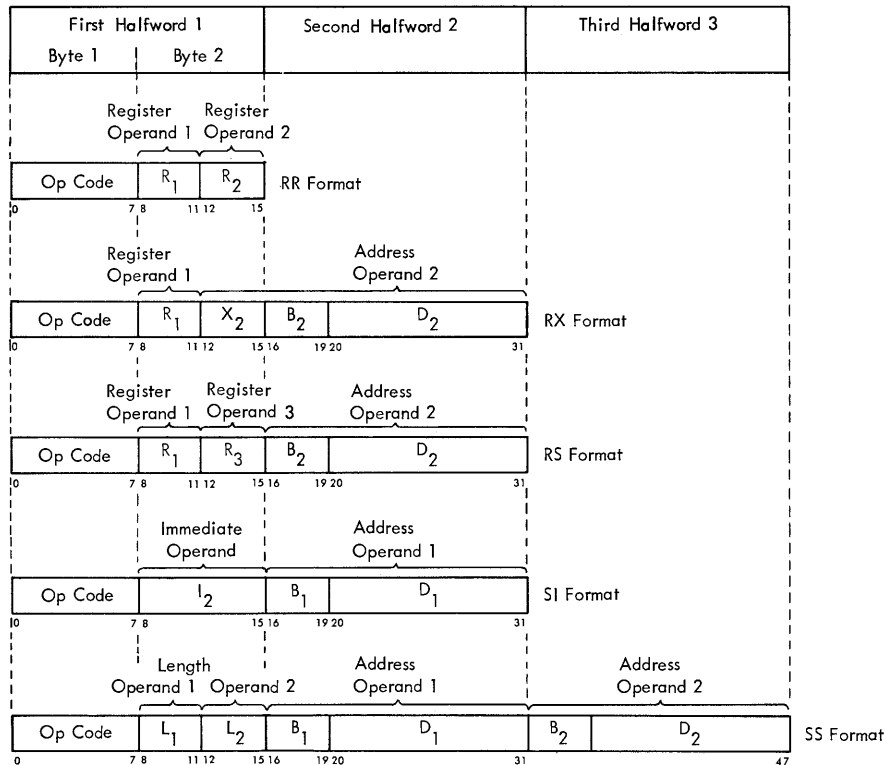 First Halfword 1 Second Halfword 2 Third Halfword 3
Byte 1 Byte 2
Register Register
Operand 1 Operand 2
Op Code R1 R2 RR Format
0 7 8 11 12 15
Register Address
Operand 1 Operand 2
Op Code R1 X2 B2 D2 RX Format
0 7 8 11 12 15 16 19 20 31
Register Register Address
Operand 1 Operand 3 Operand 2
Op Code R1 R3 B2 D2 RS Format
0 7 8 11 12 15 16 19 20 31
Immediate Address
Operand Operand 1
Op Code I2 B1 D1 SI Format
0 7 8 15 16 19 20 31
Length Address Address
Operand 1 Operand 2 Operand 1 Operand 2
Op Code L1 L2 B1 D1 B2 D2 SS Format
0 7 8 11 12 15 16 19 20 31 47